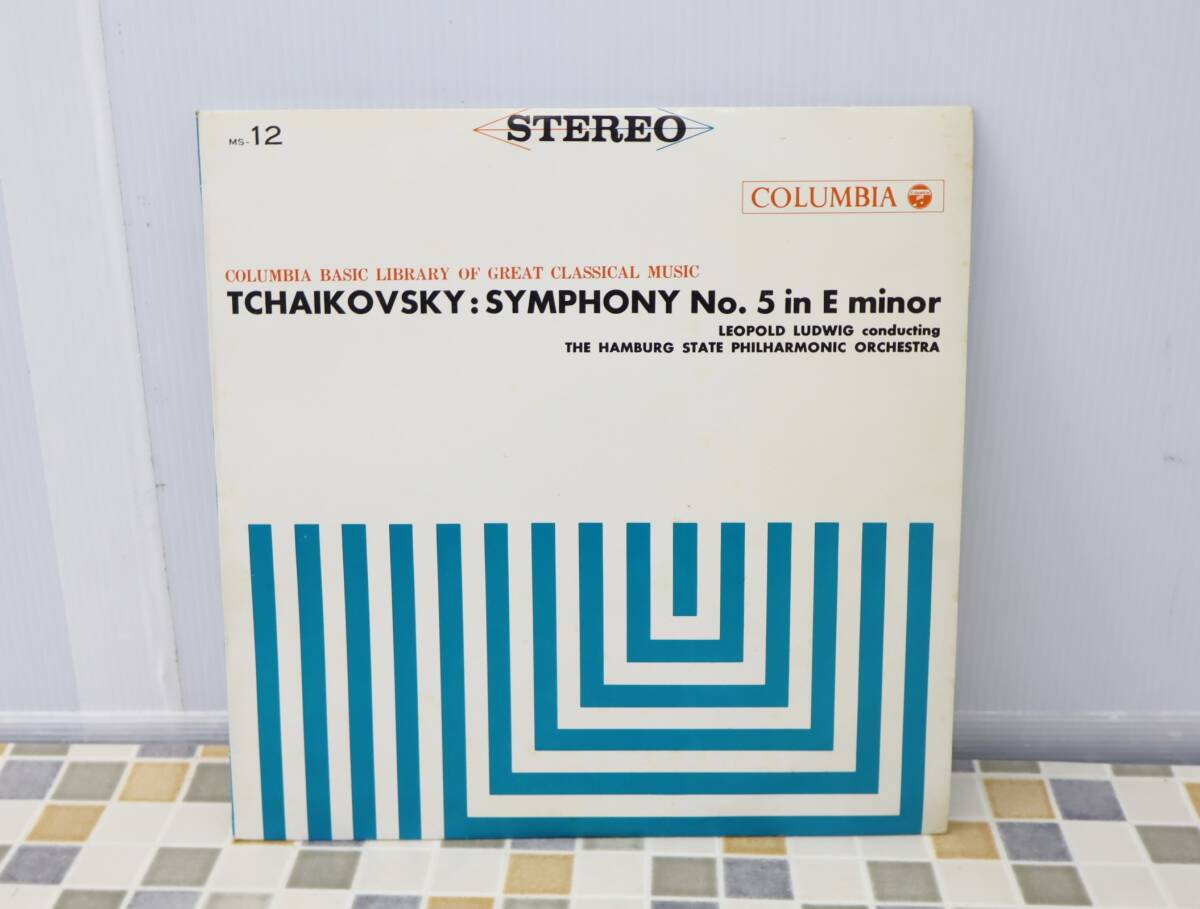 MS-12
STEREO
COLUMBIA
COLUMBIA BASIC LIBRARY OF GREAT CLASSICAL MUSIC
TCHAIKOVSKY: SYMPHONY No. 5 in E minor
LEOPOLD LUDWIG conducting
THE HAMBURG STATE PHILHARMONIC ORCHESTRA